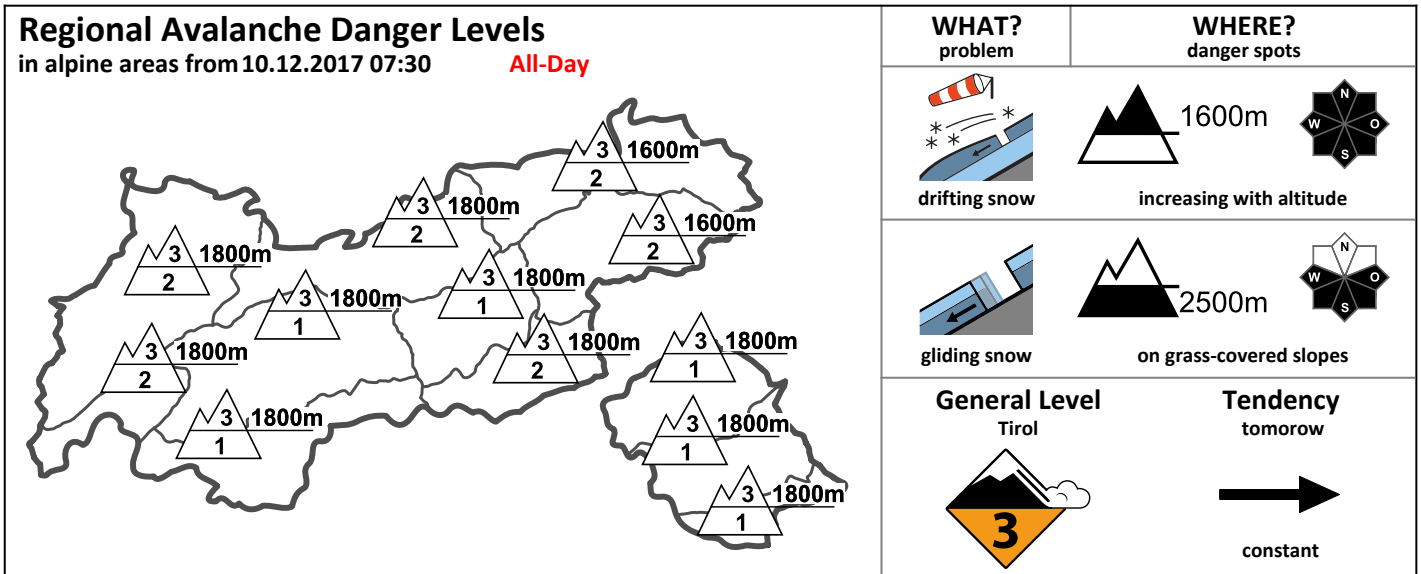 Regional Avalanche Danger Levels
in alpine areas from 10.12.2017 07:30 All-Day
3 1600m
2
3 1800m
2
3 1600m
2
3 1800m
2
3 1800m
1
3 1800m
1
3 1800m
2
3 1800m
2
3 1800m
1
3 1800m
1
3 1800m
1
3 1800m
1
WHAT?
problem
WHERE?
danger spots
drifting snow
1600m
N
W O
S
increasing with altitude
gliding snow
2500m
N
W O
S
on grass-covered slopes
General Level
Tirol
3
Tendency
tomorow
constant